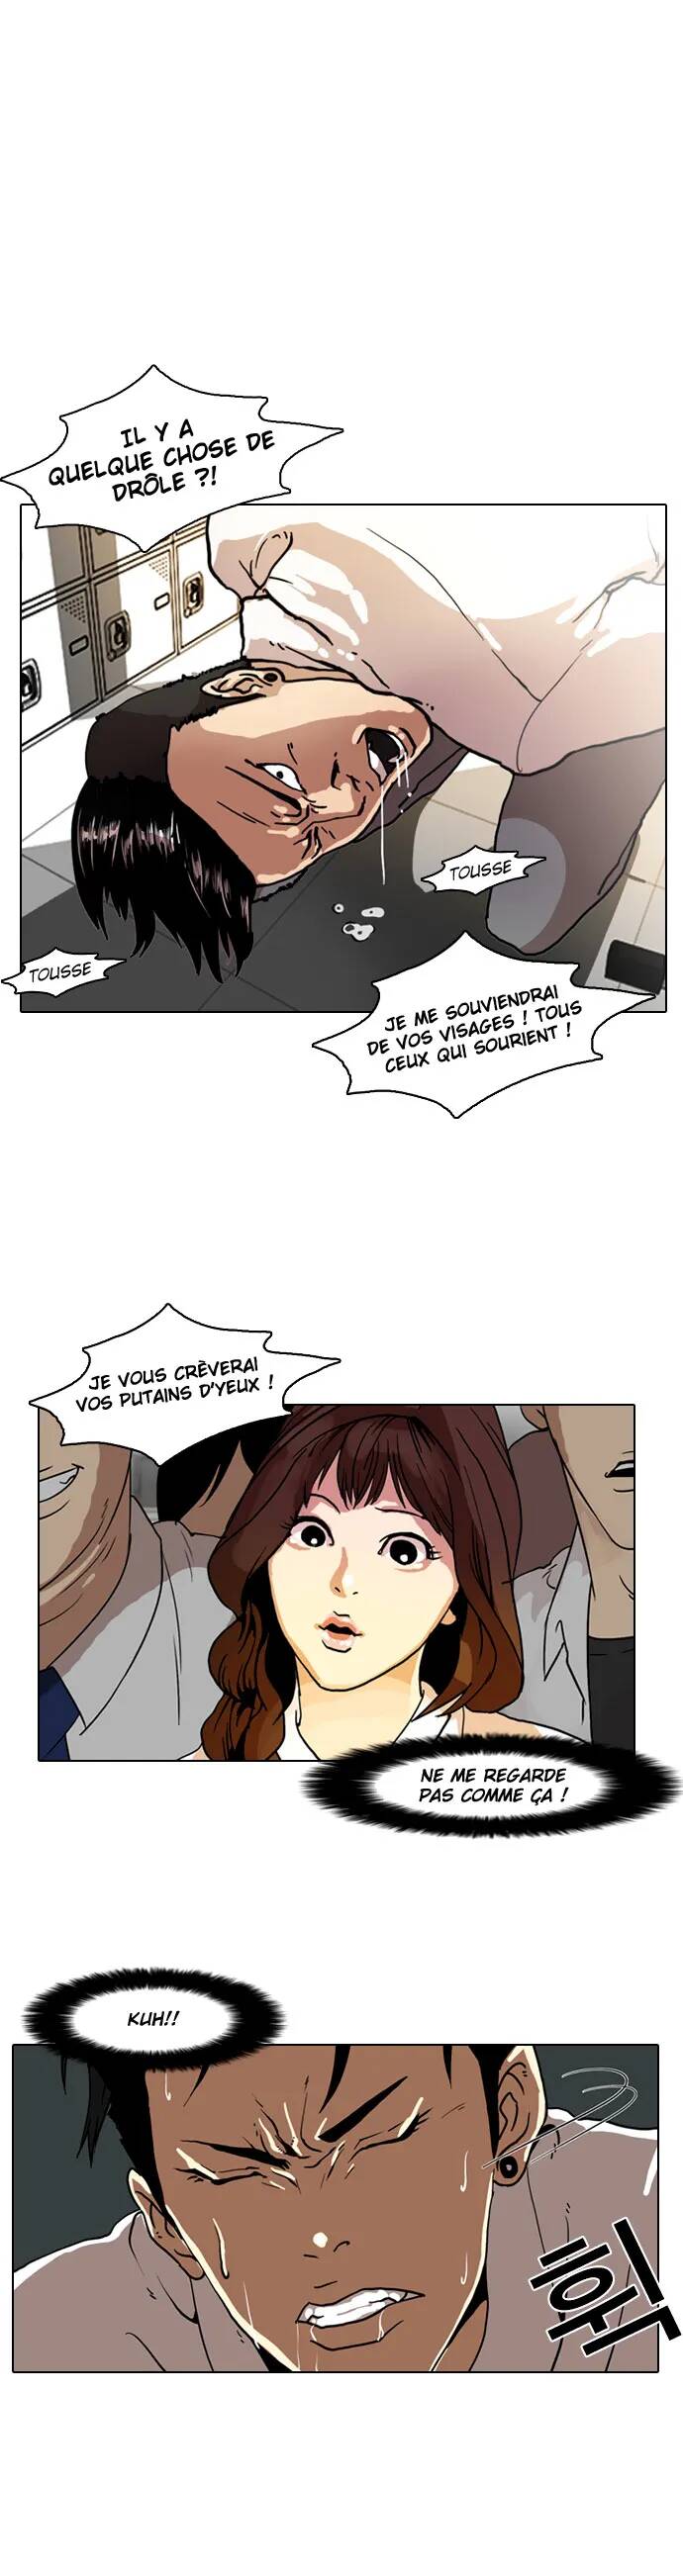 IL Y A
QUELQUE CHOSE DE
DRÔLE ?!
TOUSSE
TOUSSE
JE ME SOUVIENDRAI
DE VOS VISAGES ! TOUS
CEUX QUI SOURIENT !
JE VOUS CRÈVERAI
VOS PUTAINS D'YEUX !
NE ME REGARDE
PAS COMME ÇA !
KUH!!
휙